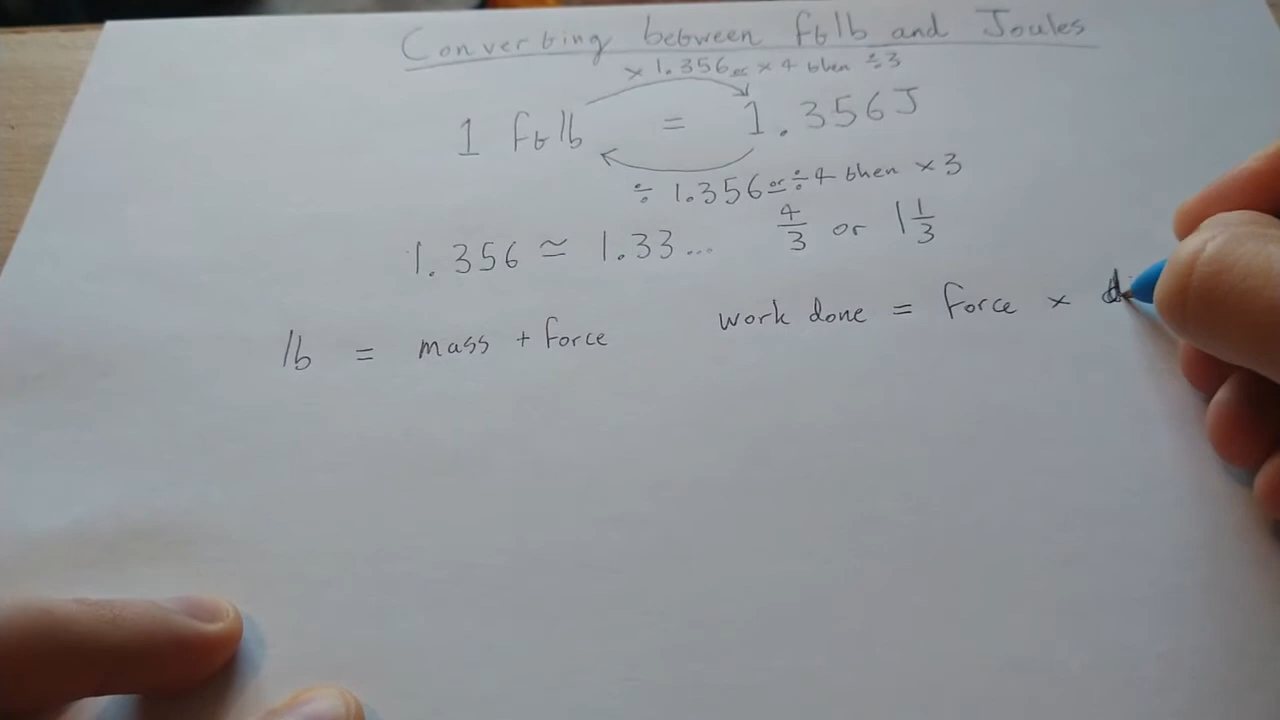 Converting between ftlb and Joules
× 1.356 or × 4 then ÷3
1 ftlb = 1.356J
÷ 1.356 or ÷4 then ×3
1.356 ≃ 1.33... 4/3 or 1 1/3
lb = mass + force work done = force × d